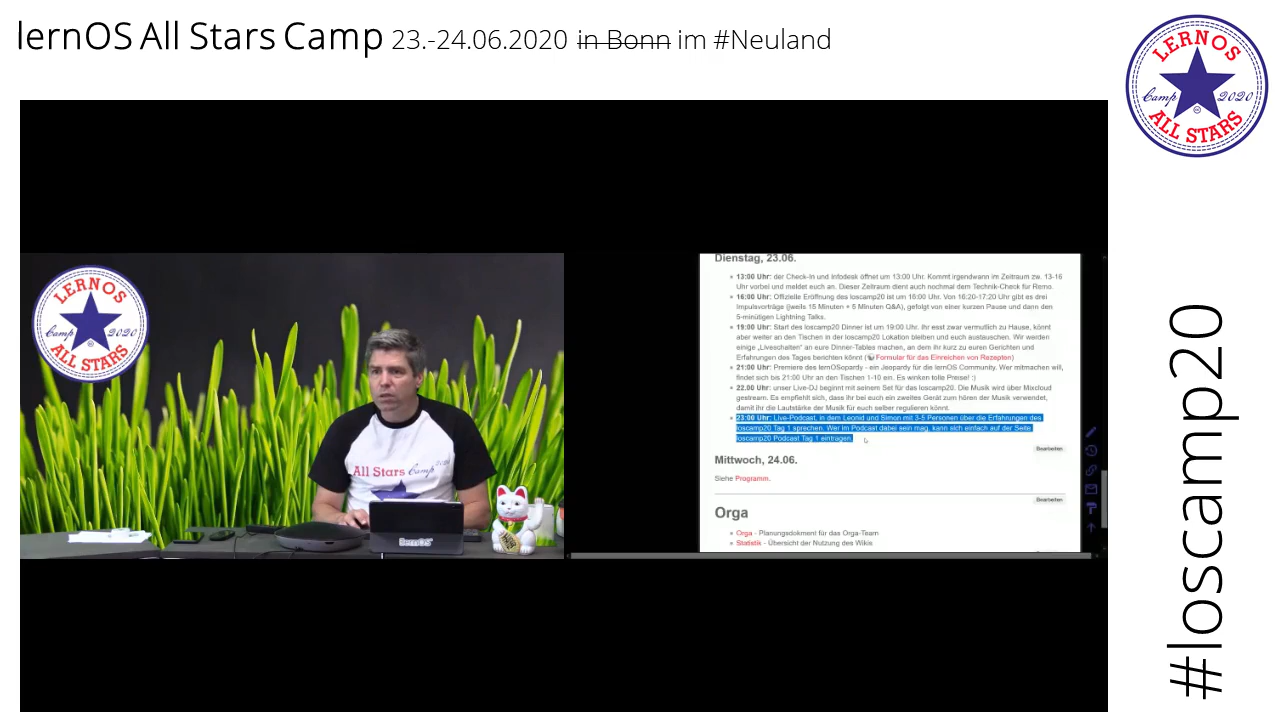 lernOS All Stars Camp 23.-24.06.2020 in Bonn im #Neuland
LERNOS
Camp 2020
ALL STARS
LERNOS
Camp 2020
ALL STARS
All Stars Camp 2020
lernOS
Dienstag, 23.06.
13:00 Uhr: der Check-In und Infodesk öffnet um 13:00 Uhr. Kommt irgendwann im Zeitraum zw. 13-16
Uhr vorbei und meldet euch an. Dieser Zeitraum dient auch nochmal dem Technik-Check für Remo.
16:00 Uhr: Offizielle Eröffnung des loscamp20 ist um 16:00 Uhr. Von 16:20-17:20 Uhr gibt es drei
Impulsvorträge (jweils 15 Minuten + 5 Minuten Q&A), gefolgt von einer kurzen Pause und dann den
5-minütigen Lightning Talks.
19:00 Uhr: Start des loscamp20 Dinner ist um 19:00 Uhr. Ihr esst zwar vermutlich zu Hause, könnt
aber weiter an den Tischen in der loscamp20 Lokation bleiben und euch austauschen. Wir werden
einige „Liveschalten" an eure Dinner-Tables machen, an dem ihr kurz zu euren Gerichten und
Erfahrungen des Tages berichten könnt (Formular für das Einreichen von Rezepten)
21:00 Uhr: Premiere des lernOSopardy - ein Jeopardy für die lernOS Community. Wer mitmachen will,
findet sich bis 21:00 Uhr an den Tischen 1-10 ein. Es winken tolle Preise! :)
22.00 Uhr: unser Live-DJ beginnt mit seinem Set für das loscamp20. Die Musik wird über Mixcloud
gestream. Es empfiehlt sich, dass ihr bei euch ein zweites Gerät zum hören der Musik verwendet,
damit ihr die Lautstärke der Musik für euch selber regulieren könnt.
23:00 Uhr: Live-Podcast, in dem Leonid und Simon mit 3-5 Personen über die Erfahrungen des
loscamp20 Tag 1 sprechen. Wer im Podcast dabei sein mag, kann sich einfach auf der Seite
loscamp20 Podcast Tag 1 eintragen.
Bearbeiten
Mittwoch, 24.06.
Siehe Programm.
Bearbeiten
Orga
Orga - Planungsdokment für das Orga-Team
Statistik - Übersicht der Nutzung des Wikis
#loscamp20